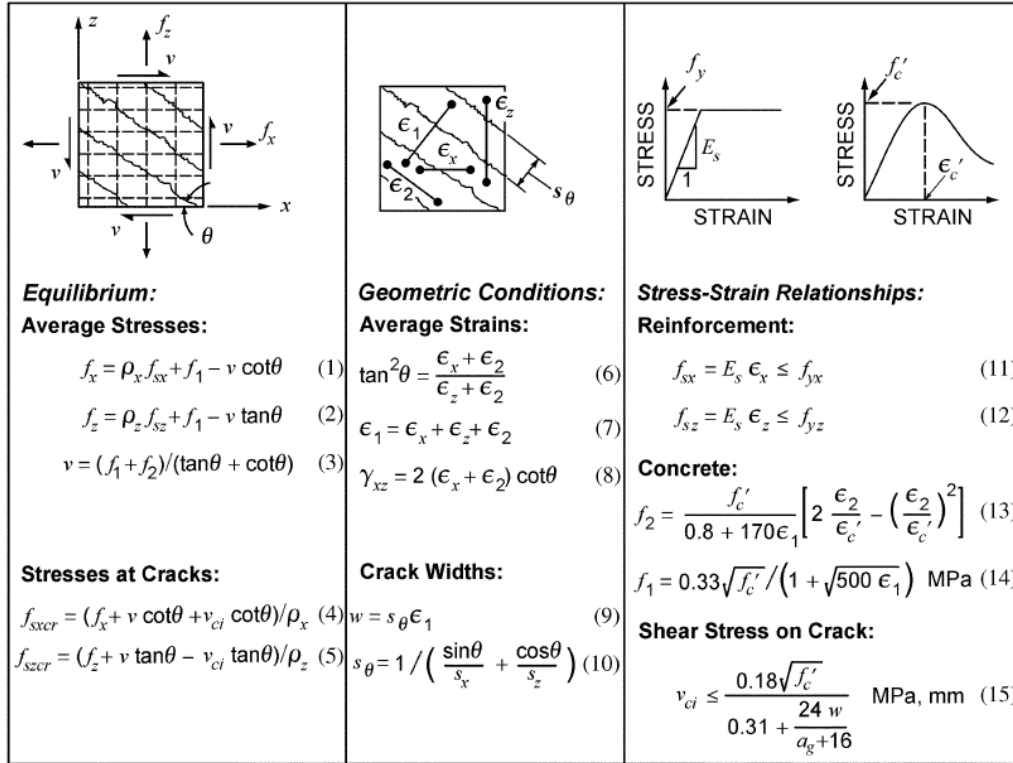 z
f_z
v
v
f_x
v
x
v
θ
ϵ_1
ϵ_z
ϵ_x
ϵ_2
s_θ
f_y
STRESS
E_s
1
STRAIN
f_c′
STRESS
ϵ_c′
STRAIN
Equilibrium:
Average Stresses:
f_x = ρ_x f_sx + f_1 − v cotθ (1)
f_z = ρ_z f_sz + f_1 − v tanθ (2)
v = (f_1 + f_2)/(tanθ + cotθ) (3)
Stresses at Cracks:
f_sxcr = (f_x + v cotθ + v_ci cotθ)/ρ_x (4)
f_szcr = (f_z + v tanθ − v_ci tanθ)/ρ_z (5)
Geometric Conditions:
Average Strains:
tan²θ = (ϵ_x + ϵ_2)/(ϵ_z + ϵ_2) (6)
ϵ_1 = ϵ_x + ϵ_z + ϵ_2 (7)
γ_xz = 2 (ϵ_x + ϵ_2) cotθ (8)
Crack Widths:
w = s_θ ϵ_1 (9)
s_θ = 1 / ( sinθ/s_x + cosθ/s_z ) (10)
Stress-Strain Relationships:
Reinforcement:
f_sx = E_s ϵ_x ≤ f_yx (11)
f_sz = E_s ϵ_z ≤ f_yz (12)
Concrete:
f_2 = f_c′/(0.8 + 170ϵ_1) [2 ϵ_2/ϵ_c′ − (ϵ_2/ϵ_c′)²] (13)
f_1 = 0.33√f_c′ / (1 + √500 ϵ_1) MPa (14)
Shear Stress on Crack:
v_ci ≤ 0.18√f_c′ / (0.31 + 24 w/(a_g+16)) MPa, mm (15)